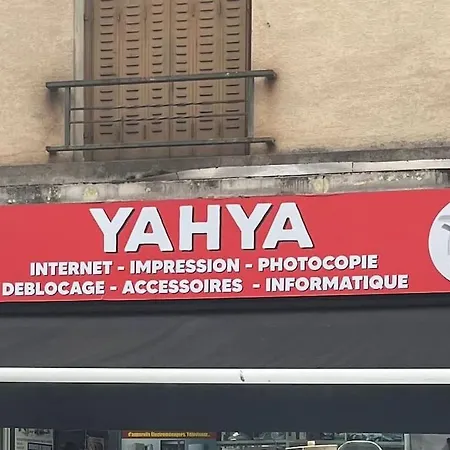 YAHYA
INTERNET - IMPRESSION - PHOTOCOPIE
DEBLOCAGE - ACCESSOIRES - INFORMATIQUE